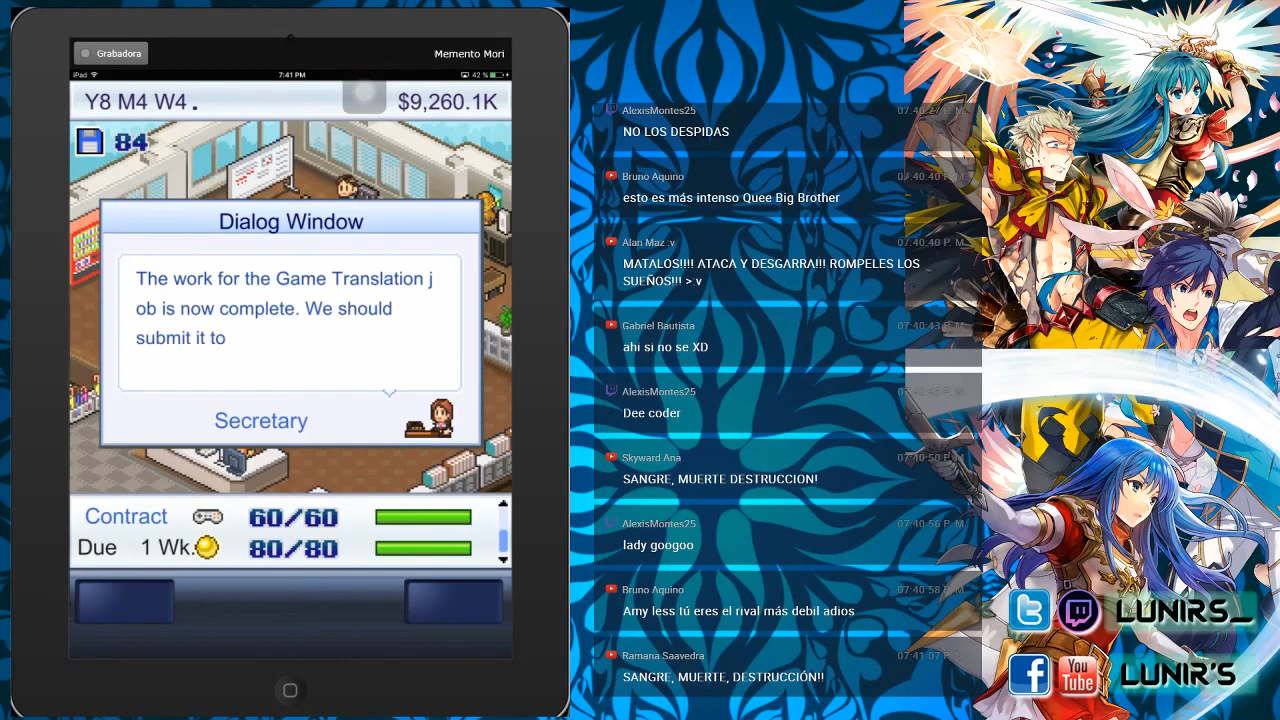 Grabadora
Memento Mori
iPad
7:41 PM
42 %
Y8 M4 W4 .
$9,260.1K
84
Dialog Window
The work for the Game Translation j
ob is now complete. We should
submit it to
Secretary
Contract
60/60
Due 1 Wk.
80/80
AlexisMontes25
07:40:27 P. M.
NO LOS DESPIDAS
Bruno Aquino
07:40:40 P. M.
esto es más intenso Quee Big Brother
Alan Maz :v
07:40:40 P. M.
MATALOS!!!! ATACA Y DESGARRA!!! ROMPELES LOS
SUEÑOS!!! > :v
Gabriel Bautista
07:40:43 P. M.
ahi si no se XD
AlexisMontes25
Dee coder
Skyward Ana
07:40:50 P. M.
SANGRE, MUERTE DESTRUCCION!
AlexisMontes25
07:40:56 P. M.
lady googoo
Bruno Aquino
07:40:58 P. M.
Amy less tú eres el rival más debil adios
Ramana Saavedra
07:41:07 P. M.
SANGRE, MUERTE, DESTRUCCIÓN!!
LUNIRS_
You
Tube
LUNIR'S